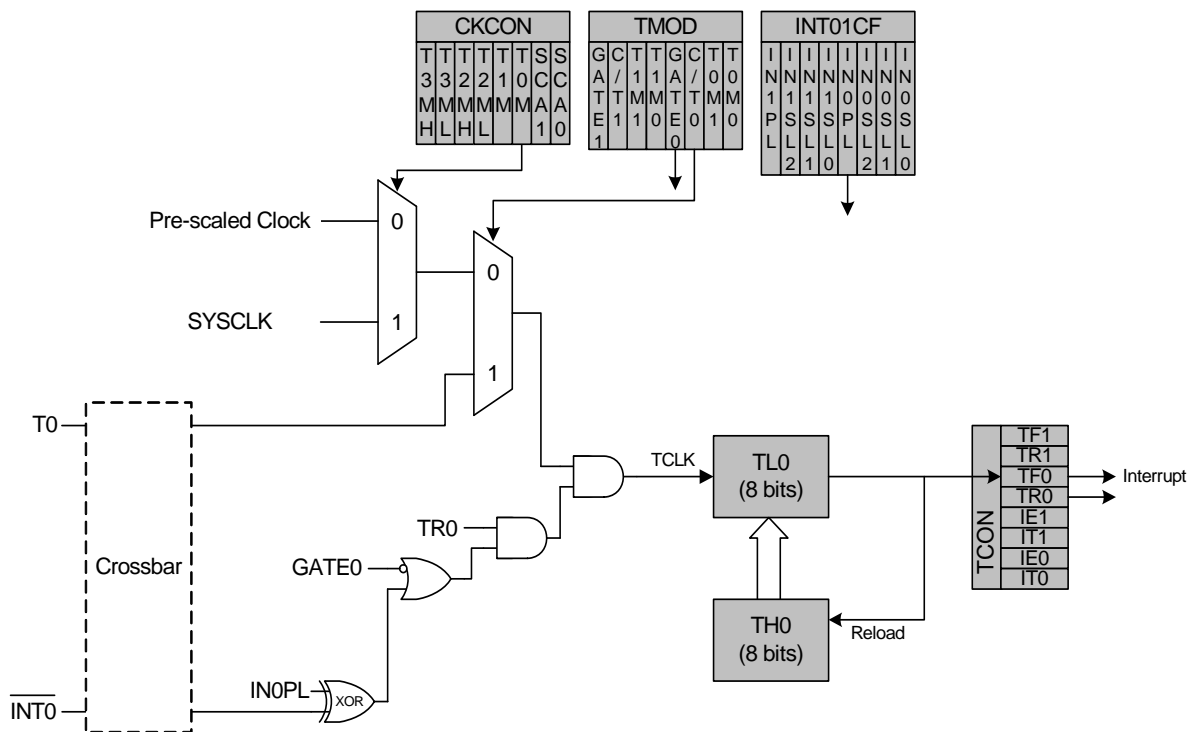 CKCON
T3MH
T3ML
T2MH
T2ML
T1M
T0M
SCA1
SCA0
TMOD
GATE1
C/T1
T1M1
T1M0
GATE0
C/T0
T0M1
T0M0
INT01CF
IN1PL
IN1SL2
IN1SL1
IN1SL0
IN0PL
IN0SL2
IN0SL1
IN0SL0
Pre-scaled Clock
0
SYSCLK
1
0
1
T0
Crossbar
INT0
GATE0
TR0
IN0PL
XOR
TCLK
TL0
(8 bits)
TH0
(8 bits)
Reload
TCON
TF1
TR1
TF0
TR0
IE1
IT1
IE0
IT0
Interrupt